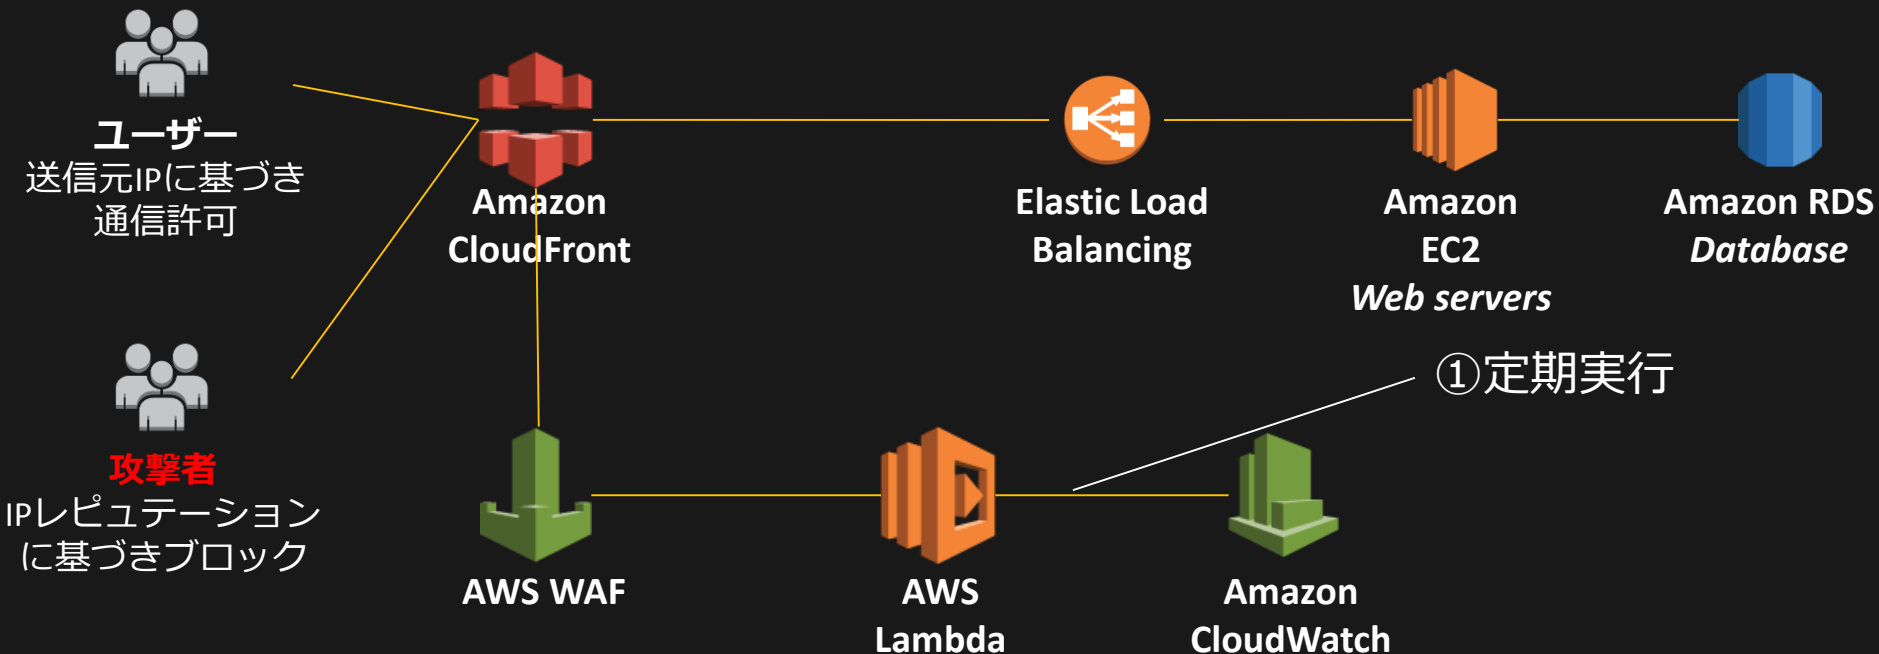 ユーザー
送信元IPに基づき
通信許可
Amazon
CloudFront
Elastic Load
Balancing
Amazon
EC2
Web servers
Amazon RDS
Database
①定期実行
攻撃者
IPレピュテーション
に基づきブロック
AWS WAF
AWS
Lambda
Amazon
CloudWatch